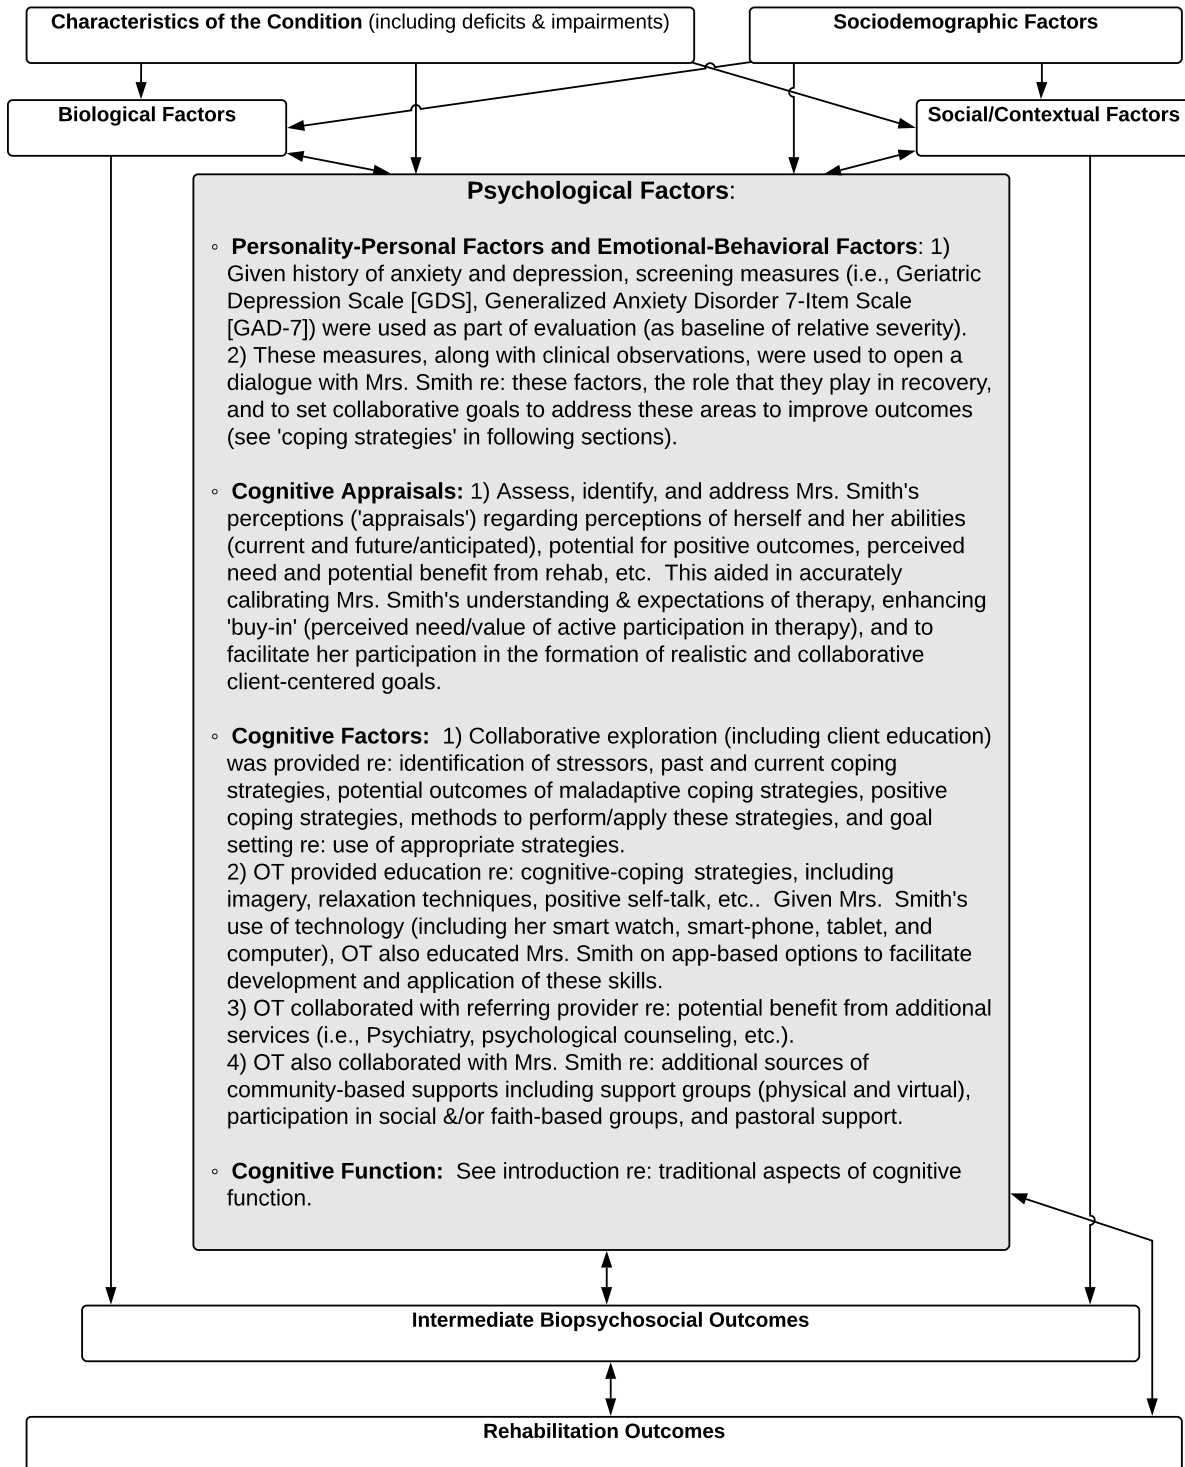 Characteristics of the Condition (including deficits & impairments)
Sociodemographic Factors
Biological Factors
Social/Contextual Factors
Psychological Factors:
◦ Personality-Personal Factors and Emotional-Behavioral Factors: 1)
Given history of anxiety and depression, screening measures (i.e., Geriatric
Depression Scale [GDS], Generalized Anxiety Disorder 7-Item Scale
[GAD-7]) were used as part of evaluation (as baseline of relative severity).
2) These measures, along with clinical observations, were used to open a
dialogue with Mrs. Smith re: these factors, the role that they play in recovery,
and to set collaborative goals to address these areas to improve outcomes
(see 'coping strategies' in following sections).
◦ Cognitive Appraisals: 1) Assess, identify, and address Mrs. Smith's
perceptions ('appraisals') regarding perceptions of herself and her abilities
(current and future/anticipated), potential for positive outcomes, perceived
need and potential benefit from rehab, etc.  This aided in accurately
calibrating Mrs. Smith's understanding & expectations of therapy, enhancing
'buy-in' (perceived need/value of active participation in therapy), and to
facilitate her participation in the formation of realistic and collaborative
client-centered goals.
◦ Cognitive Factors:  1) Collaborative exploration (including client education)
was provided re: identification of stressors, past and current coping
strategies, potential outcomes of maladaptive coping strategies, positive
coping strategies, methods to perform/apply these strategies, and goal
setting re: use of appropriate strategies.
2) OT provided education re: cognitive-coping  strategies, including
imagery, relaxation techniques, positive self-talk, etc..  Given Mrs.  Smith's
use of technology (including her smart watch, smart-phone, tablet, and
computer), OT also educated Mrs. Smith on app-based options to facilitate
development and application of these skills.
3) OT collaborated with referring provider re: potential benefit from additional
services (i.e., Psychiatry, psychological counseling, etc.).
4) OT also collaborated with Mrs. Smith re: additional sources of
community-based supports including support groups (physical and virtual),
participation in social &/or faith-based groups, and pastoral support.
◦ Cognitive Function:  See introduction re: traditional aspects of cognitive
function.
Intermediate Biopsychosocial Outcomes
Rehabilitation Outcomes